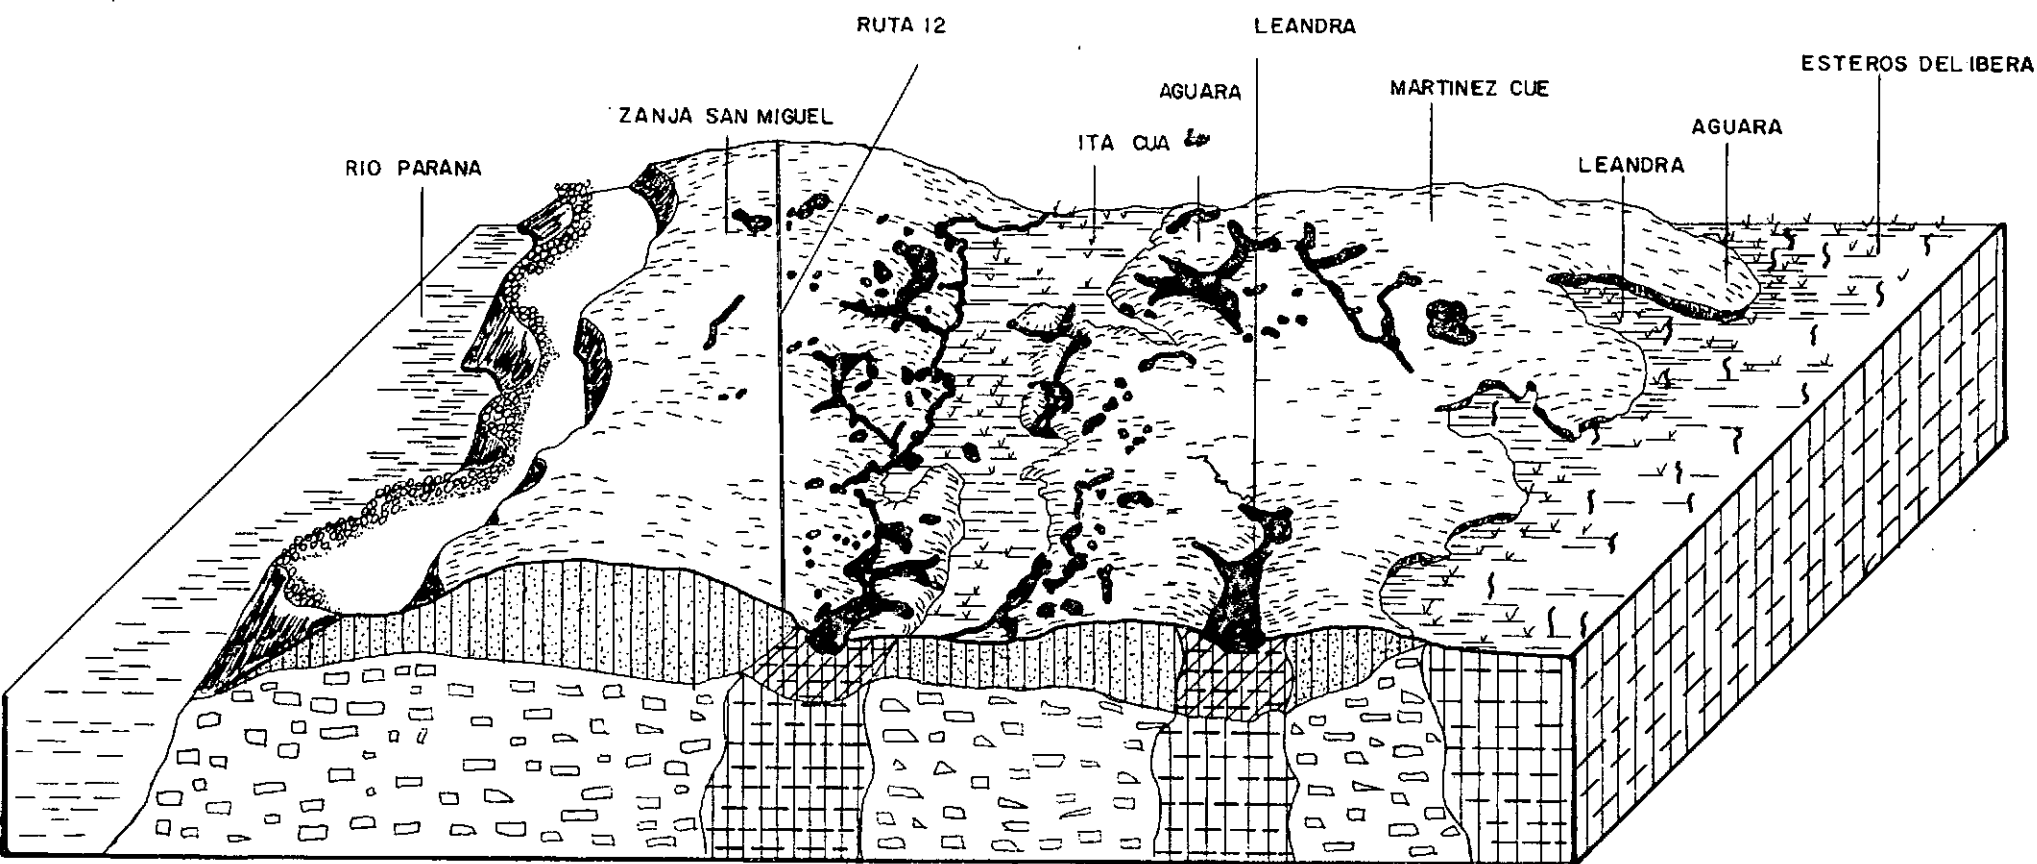 RUTA 12
LEANDRA
ESTEROS DEL IBERA
AGUARA
MARTINEZ CUE
ZANJA SAN MIGUEL
AGUARA
ITA CUA
LEANDRA
RIO PARANA